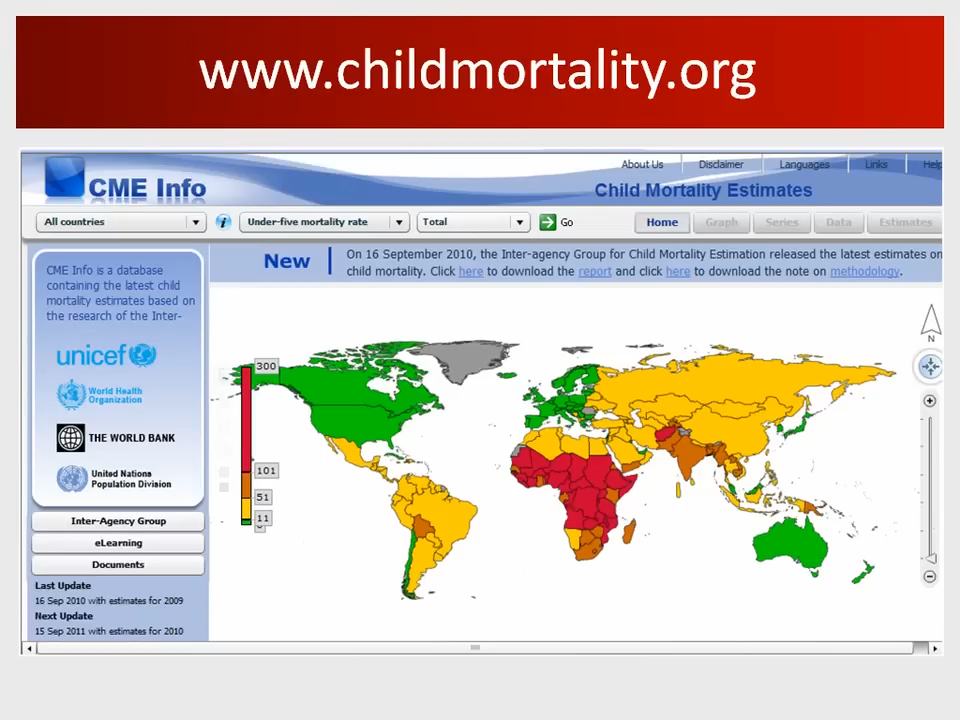 www.childmortality.org
About Us
Disclaimer
Languages
Links
Help
CME Info
Child Mortality Estimates
All countries
Under-five mortality rate
Total
Go
Home
Graph
Series
Data
Estimates
CME Info is a database
containing the latest child
mortality estimates based on
the research of the Inter-
New
On 16 September 2010, the Inter-agency Group for Child Mortality Estimation released the latest estimates on
child mortality. Click here to download the report and click here to download the note on methodology.
unicef
World Health
Organization
THE WORLD BANK
United Nations
Population Division
Inter-Agency Group
eLearning
Documents
Last Update
16 Sep 2010 with estimates for 2009
Next Update
15 Sep 2011 with estimates for 2010
300
101
51
11
N